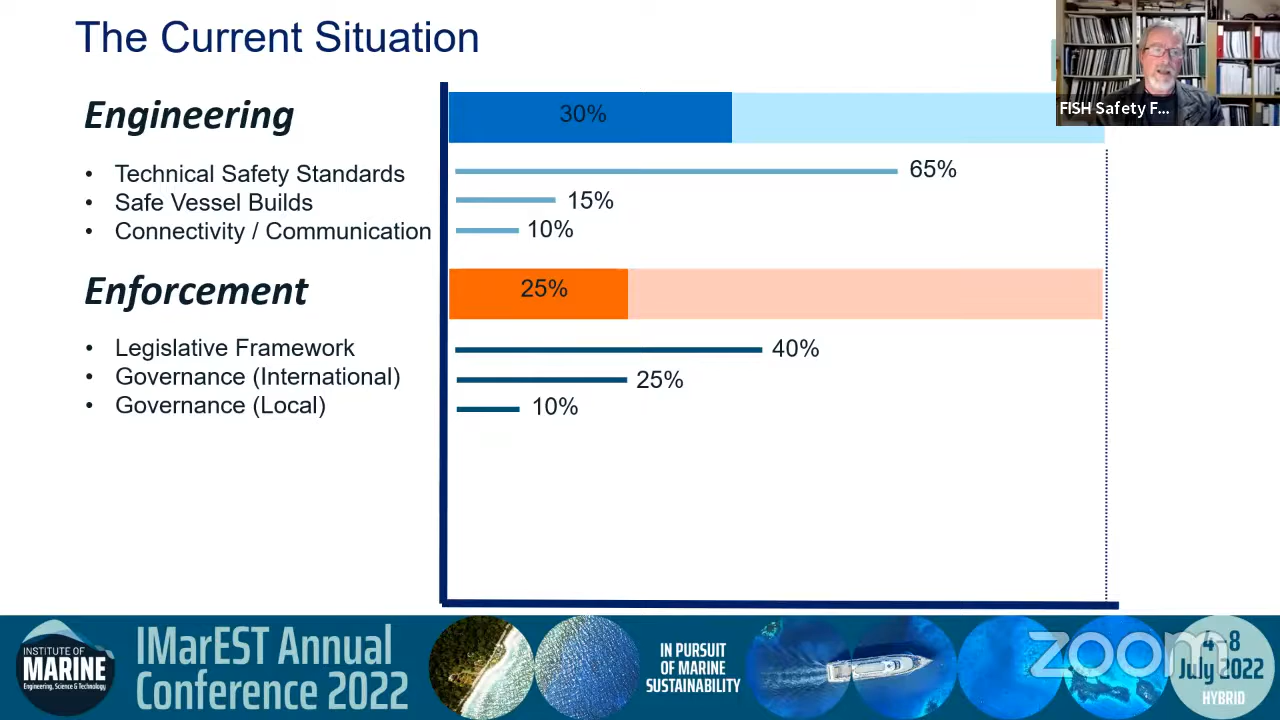 The Current Situation
FISH Safety F...
Engineering
30%
• Technical Safety Standards
65%
• Safe Vessel Builds
15%
• Connectivity / Communication
10%
Enforcement
25%
• Legislative Framework
40%
• Governance (International)
25%
• Governance (Local)
10%
INSTITUTE OF
MARINE
Engineering, Science & Technology
IMarEST Annual
Conference 2022
IN PURSUIT
OF MARINE
SUSTAINABILITY
zoom
4–8
July 2022
HYBRID